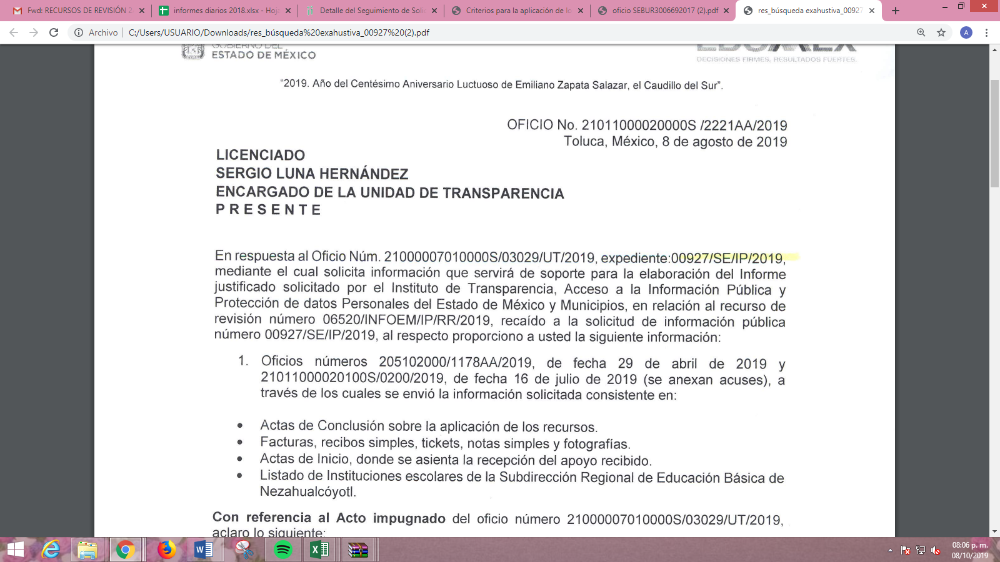 Fwd: RECURSOS DE REVISIÓN 2
informes diarios 2018.xlsx - Hoja
Detalle del Seguimiento de Solic
Criterios para la aplicación de lo
oficio SEBUR3006692017 (2).pdf
res_búsqueda exahustiva_00927
Archivo
C:/Users/USUARIO/Downloads/res_búsqueda%20exahustiva_00927%20(2).pdf
A
GOBIERNO DEL
ESTADO DE MÉXICO
EDOMEX
DECISIONES FIRMES, RESULTADOS FUERTES.
“2019. Año del Centésimo Aniversario Luctuoso de Emiliano Zapata Salazar, el Caudillo del Sur”.
OFICIO No. 21011000020000S /2221AA/2019
Toluca, México, 8 de agosto de 2019
LICENCIADO
SERGIO LUNA HERNÁNDEZ
ENCARGADO DE LA UNIDAD DE TRANSPARENCIA
P R E S E N T E
En respuesta al Oficio Núm. 21000007010000S/03029/UT/2019, expediente:00927/SE/IP/2019,
mediante el cual solicita información que servirá de soporte para la elaboración del Informe
justificado solicitado por el Instituto de Transparencia, Acceso a la Información Pública y
Protección de datos Personales del Estado de México y Municipios, en relación al recurso de
revisión número 06520/INFOEM/IP/RR/2019, recaído a la solicitud de información pública
número 00927/SE/IP/2019, al respecto proporciono a usted la siguiente información:
1. Oficios números 205102000/1178AA/2019, de fecha 29 de abril de 2019 y
21011000020100S/0200/2019, de fecha 16 de julio de 2019 (se anexan acuses), a
través de los cuales se envió la información solicitada consistente en:
• Actas de Conclusión sobre la aplicación de los recursos.
• Facturas, recibos simples, tickets, notas simples y fotografías.
• Actas de Inicio, donde se asienta la recepción del apoyo recibido.
• Listado de Instituciones escolares de la Subdirección Regional de Educación Básica de
Nezahualcóyotl.
Con referencia al Acto impugnado del oficio número 21000007010000S/03029/UT/2019,
aclaro lo siguiente:
08:06 p. m.
08/10/2019